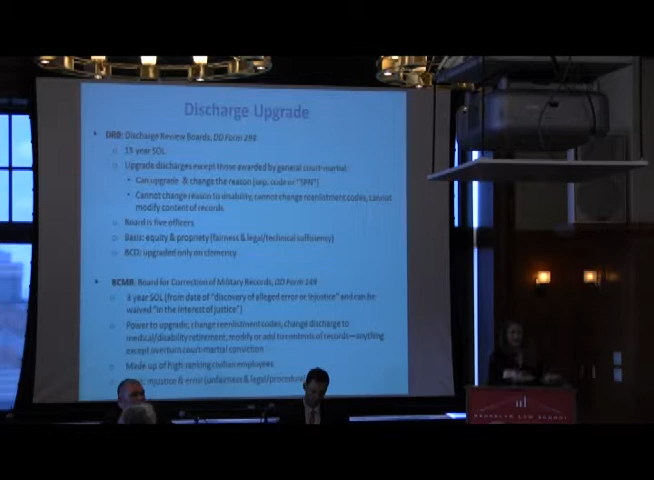 Discharge Upgrade
• DRB: Discharge Review Boards, DD Form 293
15 year SOL
Upgrade discharges except those awarded by general court-martial
• Can upgrade & change the reason (sep. code or "SPN")
• Cannot change reason to disability, cannot change reenlistment codes, cannot
modify content of records
Board is five officers
Basis: equity & propriety (fairness & legal/technical sufficiency)
BCD: upgraded only on clemency
• BCMR: Board for Correction of Military Records, DD Form 149
3 year SOL (from date of "discovery of alleged error or injustice" and can be
waived "in the interest of justice")
Power to upgrade, change reenlistment codes, change discharge to
medical/disability retirement, modify or add to contents of records—anything
except overturn court-martial conviction
Made up of high ranking civilian employees
injustice & error (unfairness & legal/procedural
FRANKLIN LAW SCHOOL